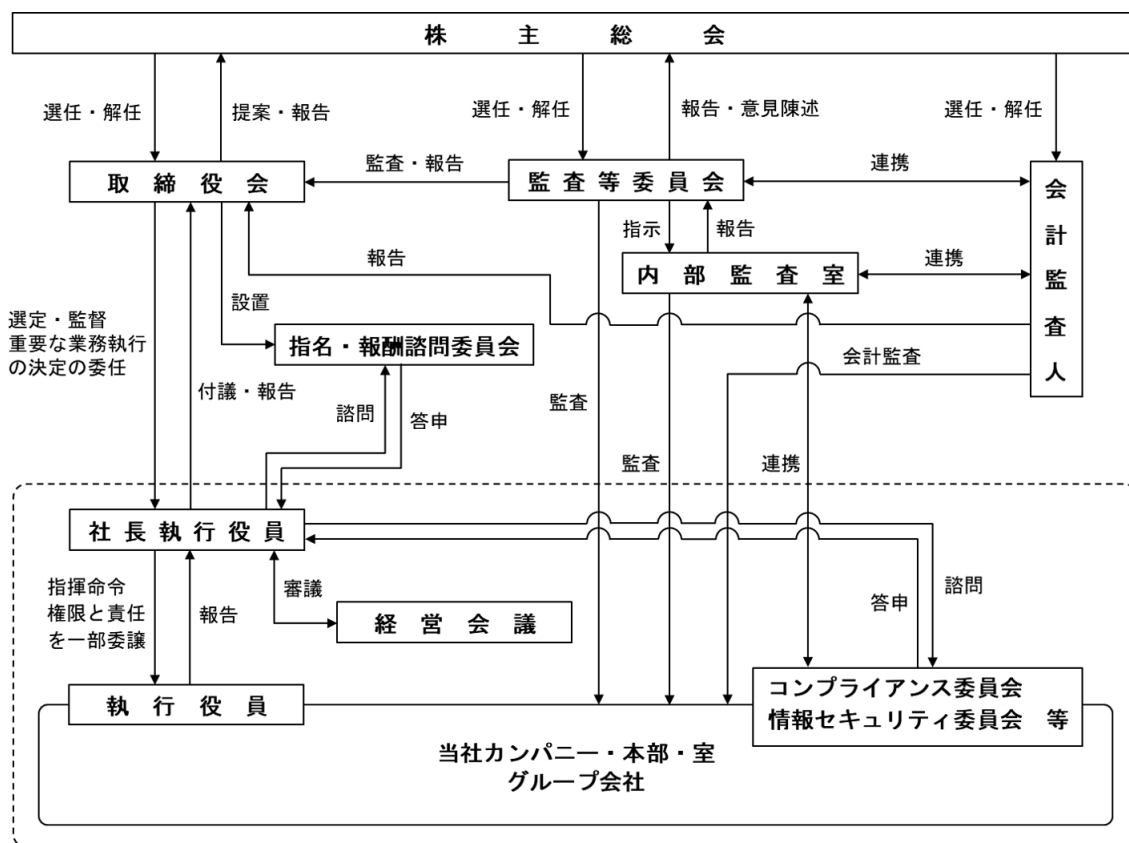 株主総会
選任・解任
提案・報告
選任・解任
報告・意見陳述
選任・解任
取締役会
監査・報告
監査等委員会
連携
会計監査人
指示
報告
報告
内部監査室
連携
設置
選定・監督
重要な業務執行
の決定の委任
指名・報酬諮問委員会
会計監査
付議・報告
諮問
答申
監査
監査
連携
社長執行役員
指揮命令
権限と責任
を一部委譲
報告
審議
経営会議
答申
諮問
執行役員
コンプライアンス委員会
情報セキュリティ委員会 等
当社カンパニー・本部・室
グループ会社